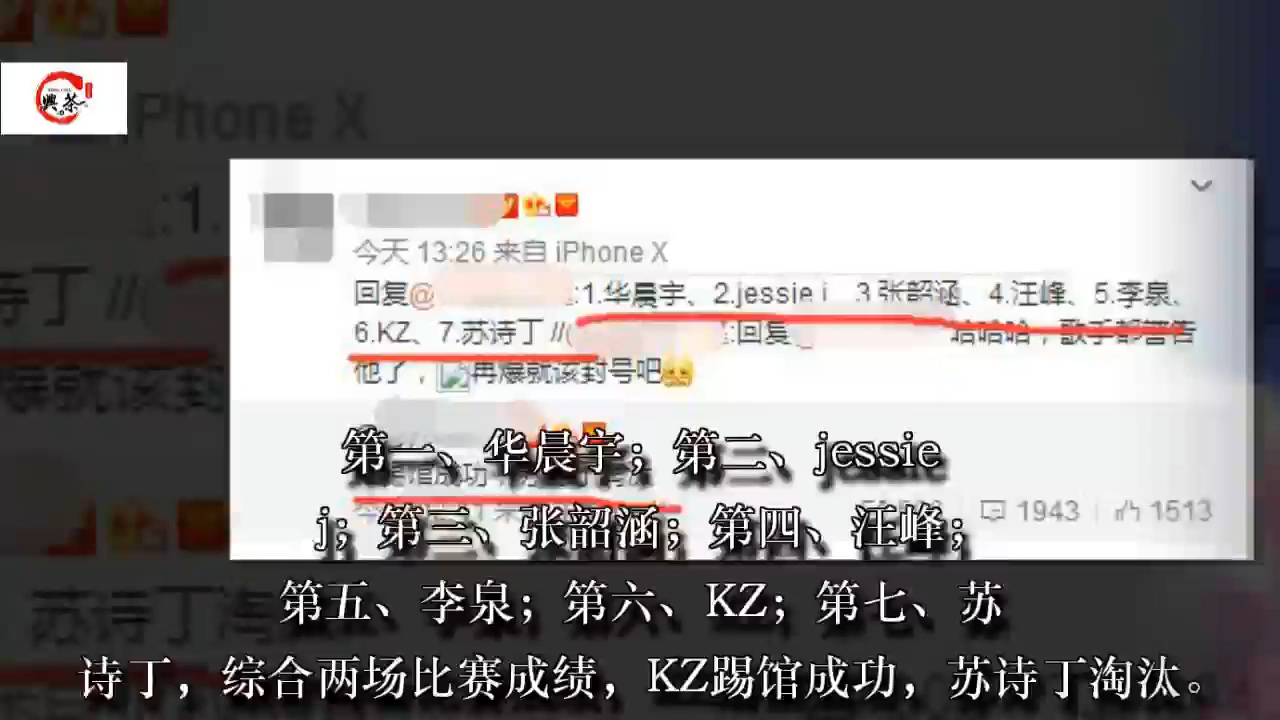 興茶
iPhone X
今天 13:26 来自 iPhone X
回复@ :1.华晨宇、2.jessie j、3.张韶涵、4.汪峰、5.李泉、
6.KZ、7.苏诗丁 //( :回复 哈哈哈，歌手都警告
他了，再爆就该封号吧
1943 1513
第一、华晨宇；第二、jessie
j；第三、张韶涵；第四、汪峰；
第五、李泉；第六、KZ；第七、苏
诗丁，综合两场比赛成绩，KZ踢馆成功，苏诗丁淘汰。